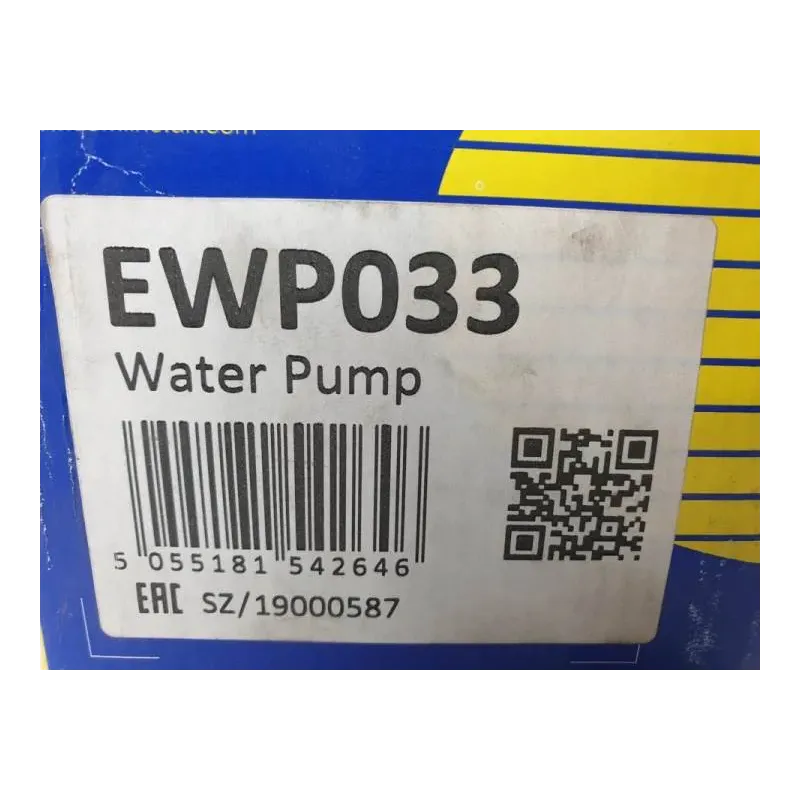 EWP033
Water Pump
5 055181 542646
EAC SZ/19000587